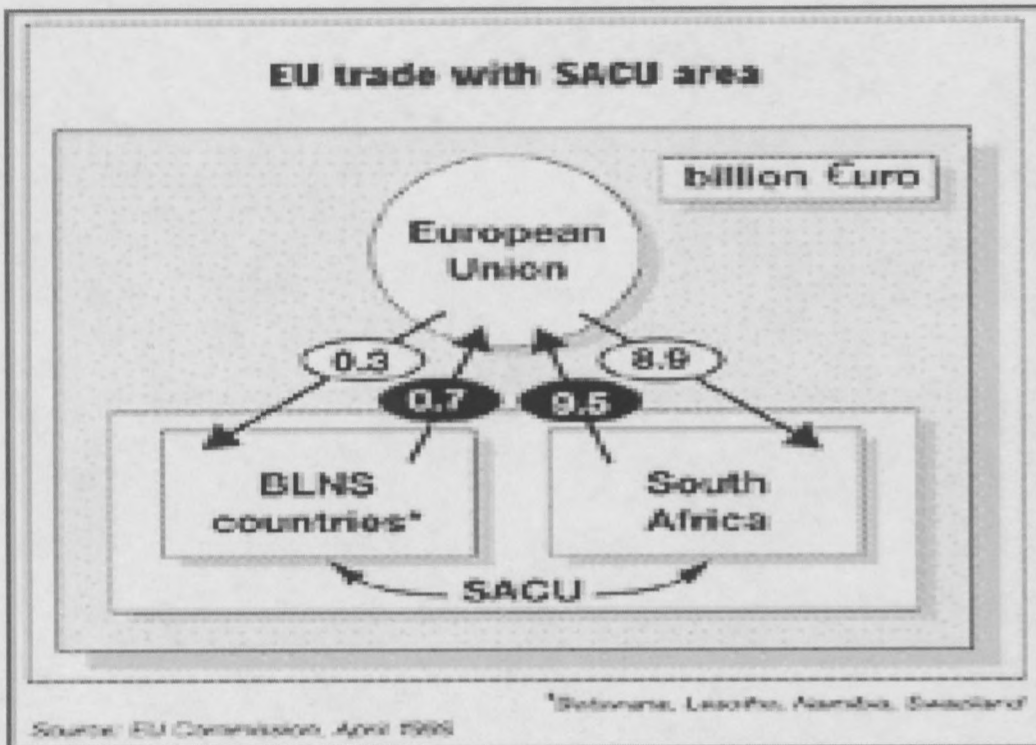 EU trade with SACU area
billion €uro
European
Union
0.3
8.9
0.7
9.5
BLNS
countries*
South
Africa
SACU
*Botswana, Lesotho, Namibia, Swaziland
Source: EU Commission, April